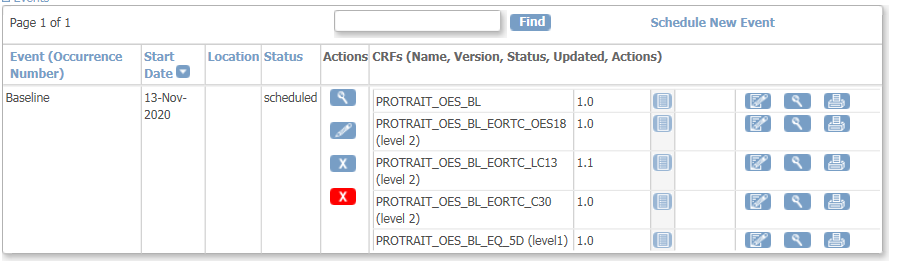 Events
Page 1 of 1
Find
Schedule New Event
Event (Occurrence Number)
Start Date
Location
Status
Actions
CRFs (Name, Version, Status, Updated, Actions)
Baseline
13-Nov-
2020
scheduled
X
X
PROTRAIT_OES_BL 1.0
PROTRAIT_OES_BL_EORTC_OES18 1.0
(level 2)
PROTRAIT_OES_BL_EORTC_LC13 1.1
(level 2)
PROTRAIT_OES_BL_EORTC_C30 1.0
(level 2)
PROTRAIT_OES_BL_EQ_5D (level1) 1.0